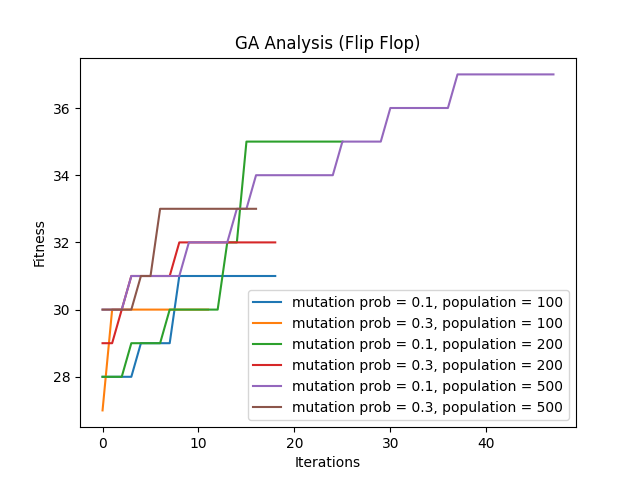 GA Analysis (Flip Flop)
Fitness
36
34
32
30
28
mutation prob = 0.1, population = 100
mutation prob = 0.3, population = 100
mutation prob = 0.1, population = 200
mutation prob = 0.3, population = 200
mutation prob = 0.1, population = 500
mutation prob = 0.3, population = 500
0 10 20 30 40
Iterations